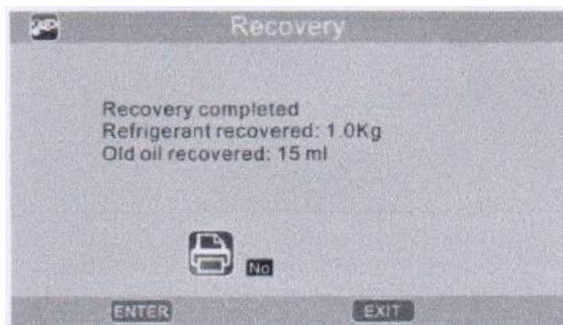 Recovery
Recovery completed
Refrigerant recovered: 1.0Kg
Old oil recovered: 15 ml
No
ENTER EXIT